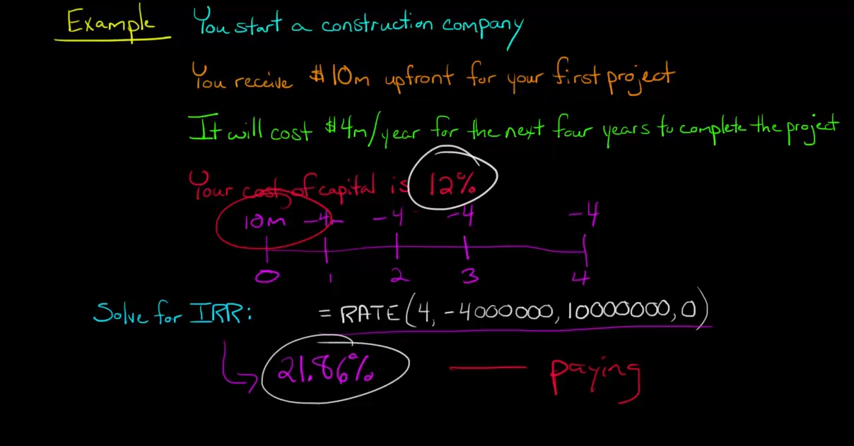 Example You start a construction company
You receive $10m upfront for your first project
It will cost $4m/year for the next four years to complete the project
Your cost of capital is 12%
10m -4 -4 -4 -4
0 1 2 3 4
Solve for IRR: = RATE(4, -4000000, 10000000, 0)
21.86% paying